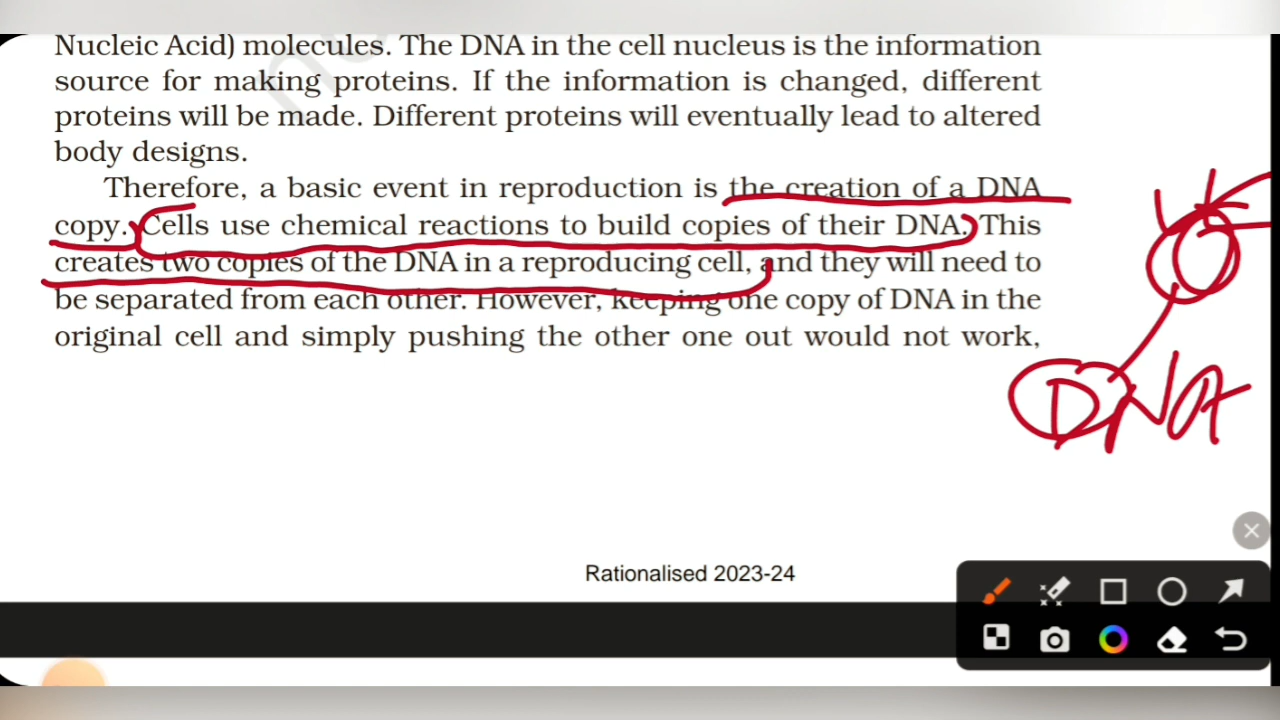 Nucleic Acid) molecules. The DNA in the cell nucleus is the information
source for making proteins. If the information is changed, different
proteins will be made. Different proteins will eventually lead to altered
body designs.
Therefore, a basic event in reproduction is the creation of a DNA
copy. Cells use chemical reactions to build copies of their DNA. This
creates two copies of the DNA in a reproducing cell, and they will need to
be separated from each other. However, keeping one copy of DNA in the
original cell and simply pushing the other one out would not work,
DNA
Rationalised 2023-24